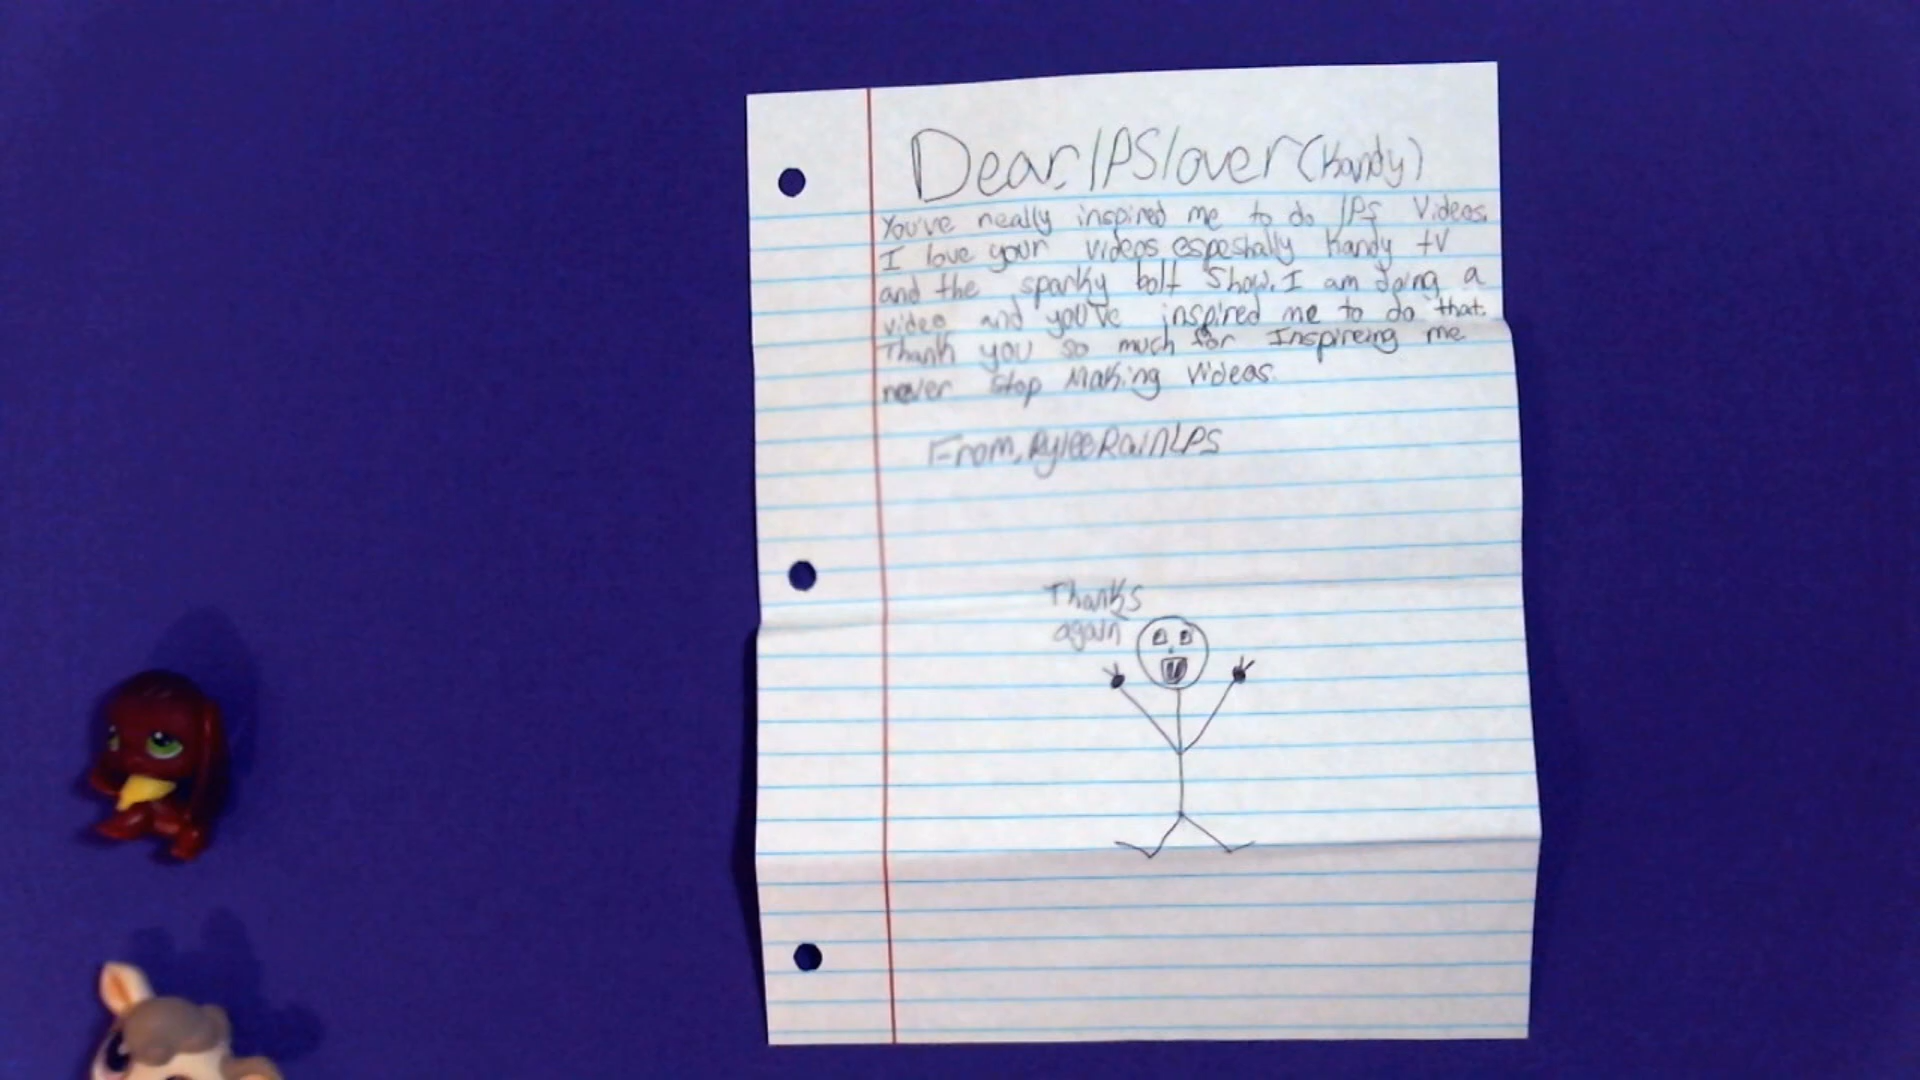 Dear, lPSlover (Kandy)
You've really inspired me to do lPS Videos.
I love your videos espeshally Kandy tv
and the sparky bolt Show. I am doing a
video and you've inspired me to do that.
Thank you so much for Inspireing me
never stop Making Videos.
From, RyleeRainLPS
Thanks
again